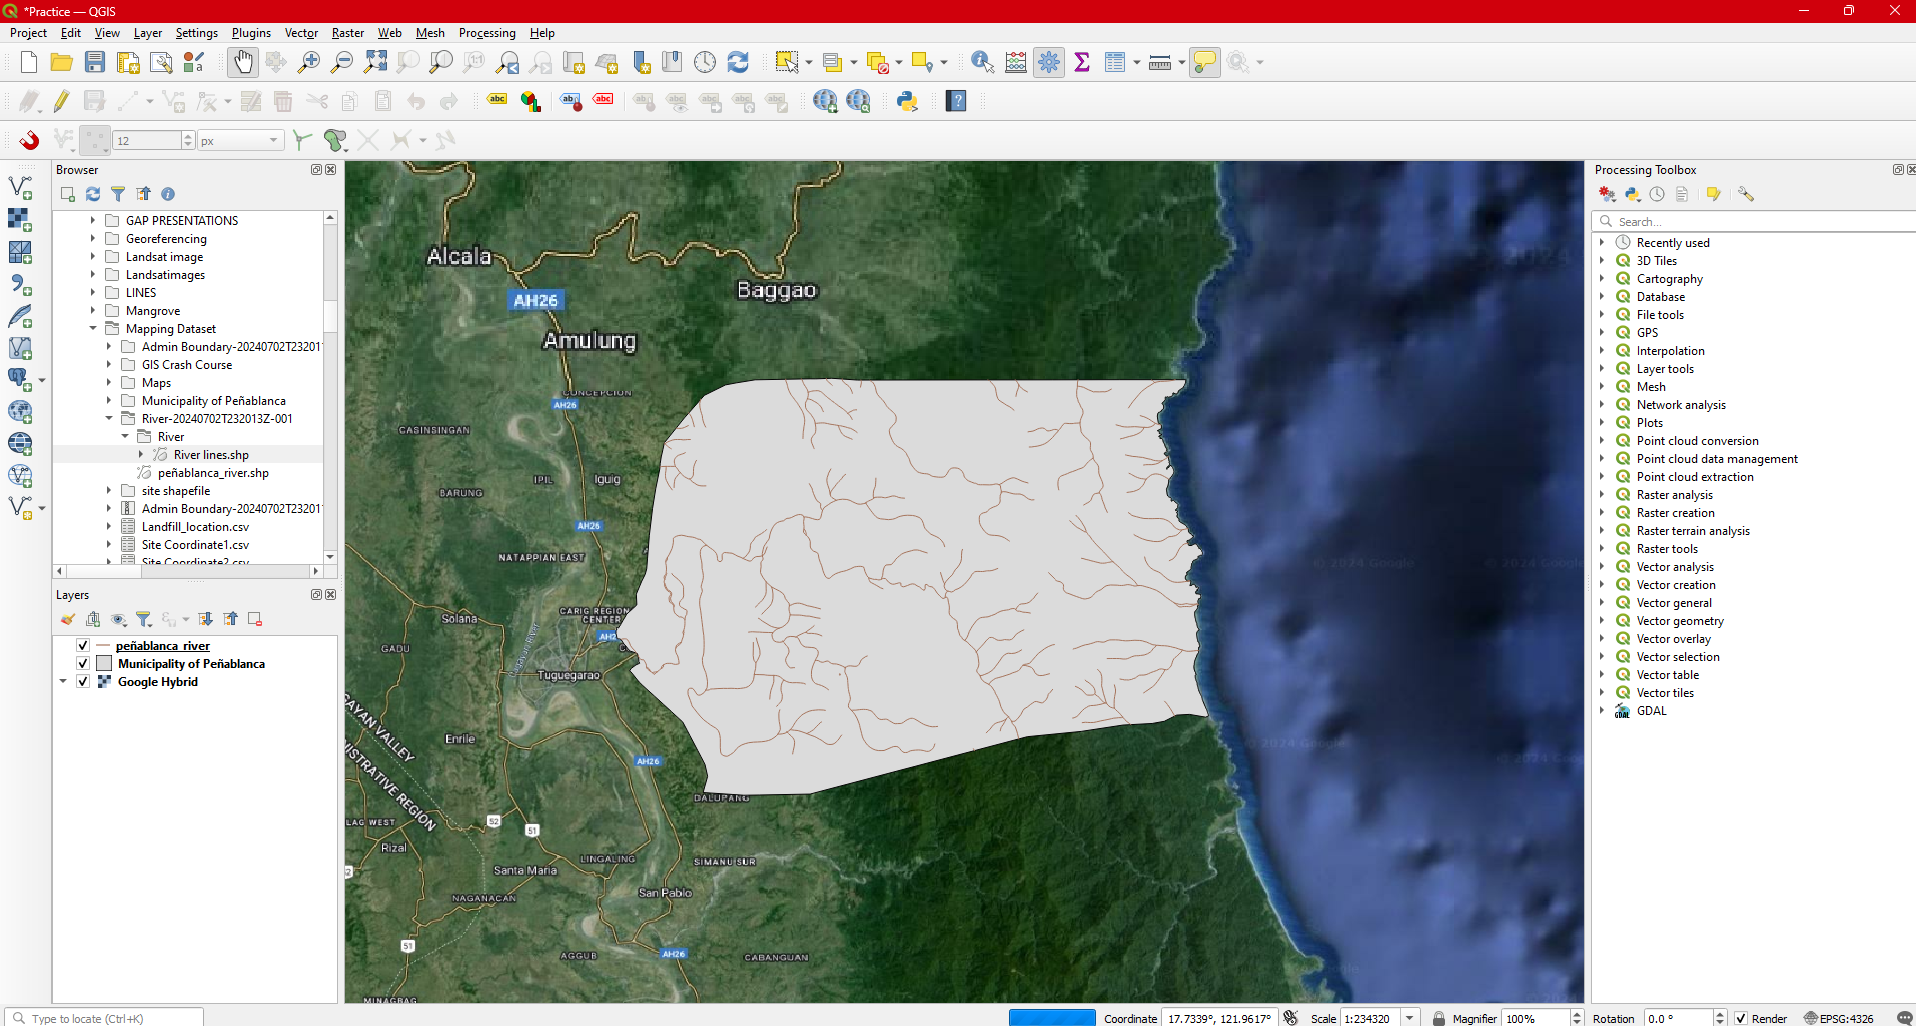 *Practice — QGIS
Project Edit View Layer Settings Plugins Vector Raster Web Mesh Processing Help
12 px
Browser
GAP PRESENTATIONS
Georeferencing
Landsat image
Landsatimages
LINES
Mangrove
Mapping Dataset
Admin Boundary-20240702T23201
GIS Crash Course
Maps
Municipality of Peñablanca
River-20240702T232013Z-001
River
River lines.shp
peñablanca_river.shp
site shapefile
Admin Boundary-20240702T23201
Landfill_location.csv
Site Coordinate1.csv
Site Coordinate2.csv
Layers
peñablanca_river
Municipality of Peñablanca
Google Hybrid
Alcala
AH26
Baggao
Amulung
CONCEPCION
AH26
CASINSINGAN
IPIL
Iguig
BARUNG
AH26
NATAPPIAN EAST
CARIG REGION
CENTER
Solana
AH2
GADU
Cagayan River
Tuguegarao
GAYAN VALLEY
Enrile
AH26
DALUPANG
LAG WEST
52
51
Rizal
LINGALING
SIMANU SUR
Santa Maria
San Pablo
NAGANACAN
51
AH26
AGGUB
CABANGUAN
MINAGBAG
© 2024 Google
© 2024 Google
Processing Toolbox
Search...
Recently used
3D Tiles
Cartography
Database
File tools
GPS
Interpolation
Layer tools
Mesh
Network analysis
Plots
Point cloud conversion
Point cloud data management
Point cloud extraction
Raster analysis
Raster creation
Raster terrain analysis
Raster tools
Vector analysis
Vector creation
Vector general
Vector geometry
Vector overlay
Vector selection
Vector table
Vector tiles
GDAL
Type to locate (Ctrl+K)
Coordinate 17.7339°, 121.9617° Scale 1:234320 Magnifier 100% Rotation 0.0 ° Render EPSG:4326